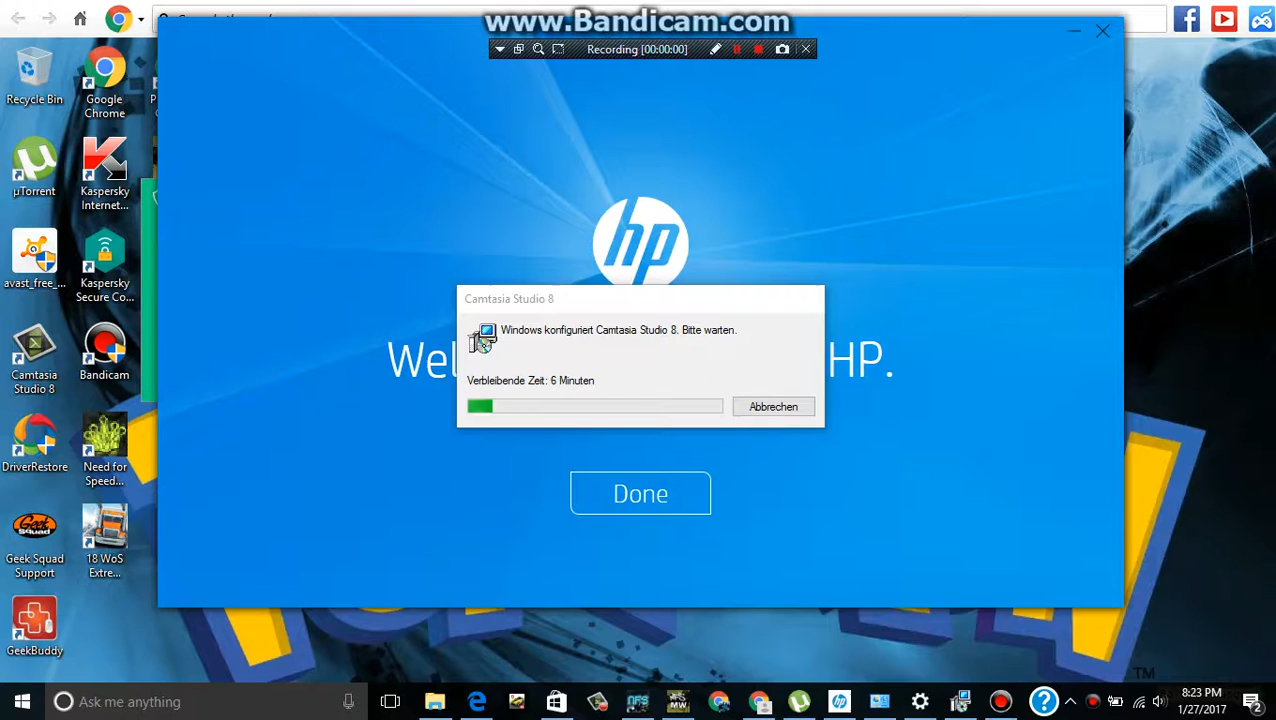 www.Bandicam.com
Recording [00:00:00]
Recycle Bin
Google
Chrome
µTorrent
Kaspersky
Internet...
avast_free_...
Kaspersky
Secure Co...
Camtasia
Studio 8
Bandicam
DriverRestore
Need for
Speed...
Geek Squad
Support
18 WoS
Extre...
GeekBuddy
hp
Camtasia Studio 8
Windows konfiguriert Camtasia Studio 8. Bitte warten.
Verbleibende Zeit: 6 Minuten
Abbrechen
HP.
Done
TM
Ask me anything
8:23 PM
1/27/2017